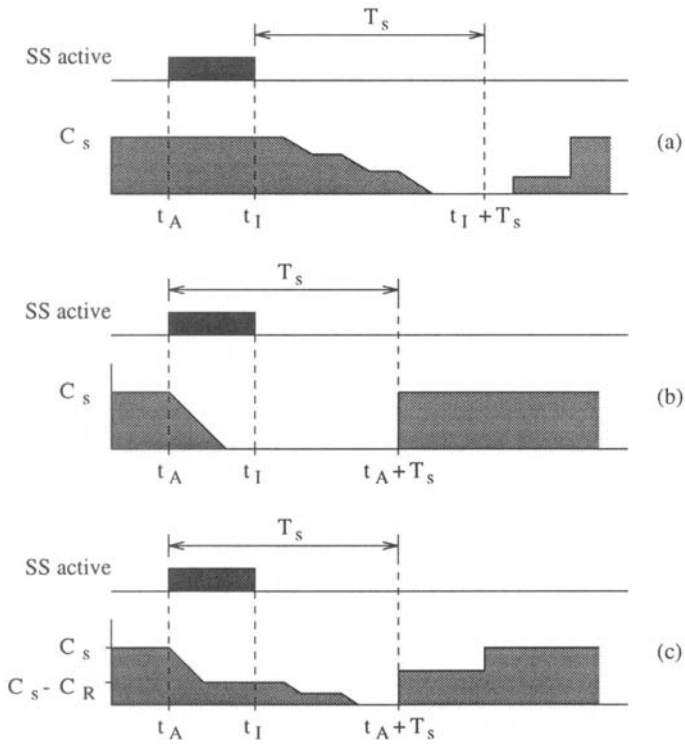 T s
SS active
C s
(a)
t A t I t I + T s
T s
SS active
C s
(b)
t A t I t A + T s
T s
SS active
C s
(c)
C s - C R
t A t I t A + T s